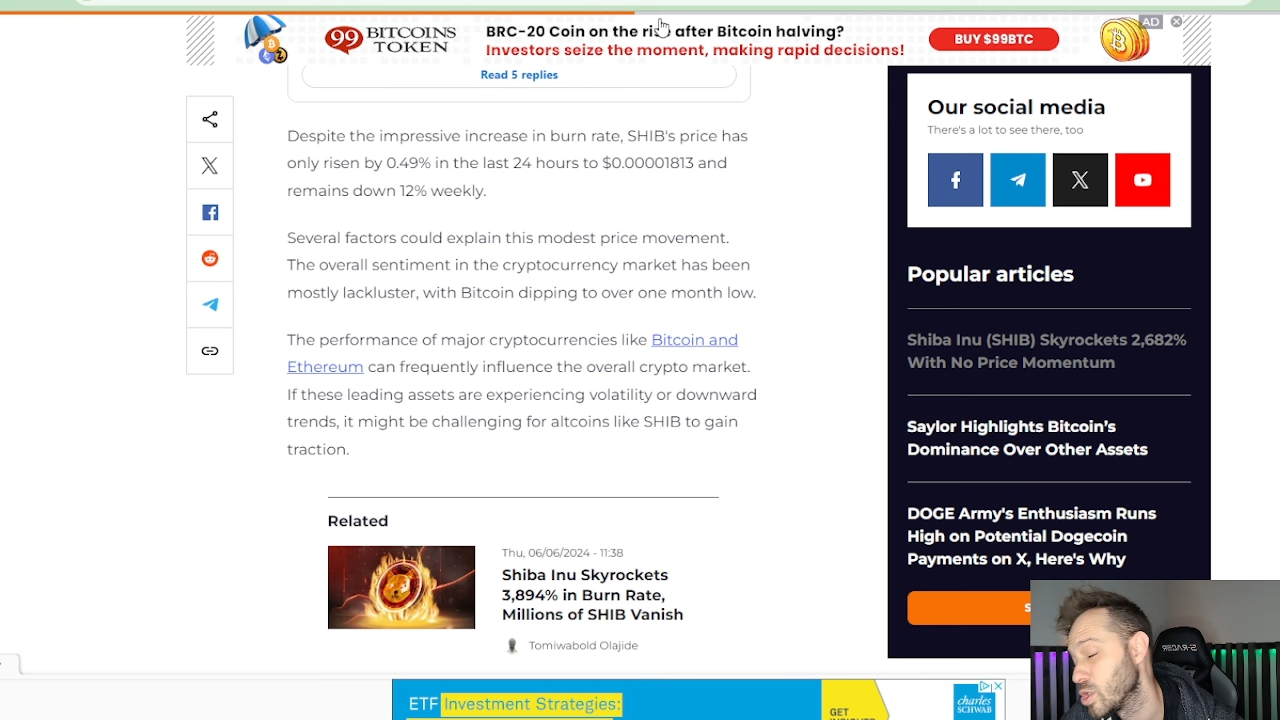 99 BITCOINS
TOKEN
BRC-20 Coin on the rise after Bitcoin halving?
Investors seize the moment, making rapid decisions!
BUY $99BTC
AD
Read 5 replies
Despite the impressive increase in burn rate, SHIB's price has
only risen by 0.49% in the last 24 hours to $0.00001813 and
remains down 12% weekly.
Several factors could explain this modest price movement.
The overall sentiment in the cryptocurrency market has been
mostly lackluster, with Bitcoin dipping to over one month low.
The performance of major cryptocurrencies like Bitcoin and
Ethereum can frequently influence the overall crypto market.
If these leading assets are experiencing volatility or downward
trends, it might be challenging for altcoins like SHIB to gain
traction.
Related
Thu, 06/06/2024 - 11:38
Shiba Inu Skyrockets
3,894% in Burn Rate,
Millions of SHIB Vanish
Tomiwabold Olajide
Our social media
There's a lot to see there, too
Popular articles
Shiba Inu (SHIB) Skyrockets 2,682%
With No Price Momentum
Saylor Highlights Bitcoin's
Dominance Over Other Assets
DOGE Army's Enthusiasm Runs
High on Potential Dogecoin
Payments on X, Here's Why
ETF Investment Strategies:
GET
charles
SCHWAB